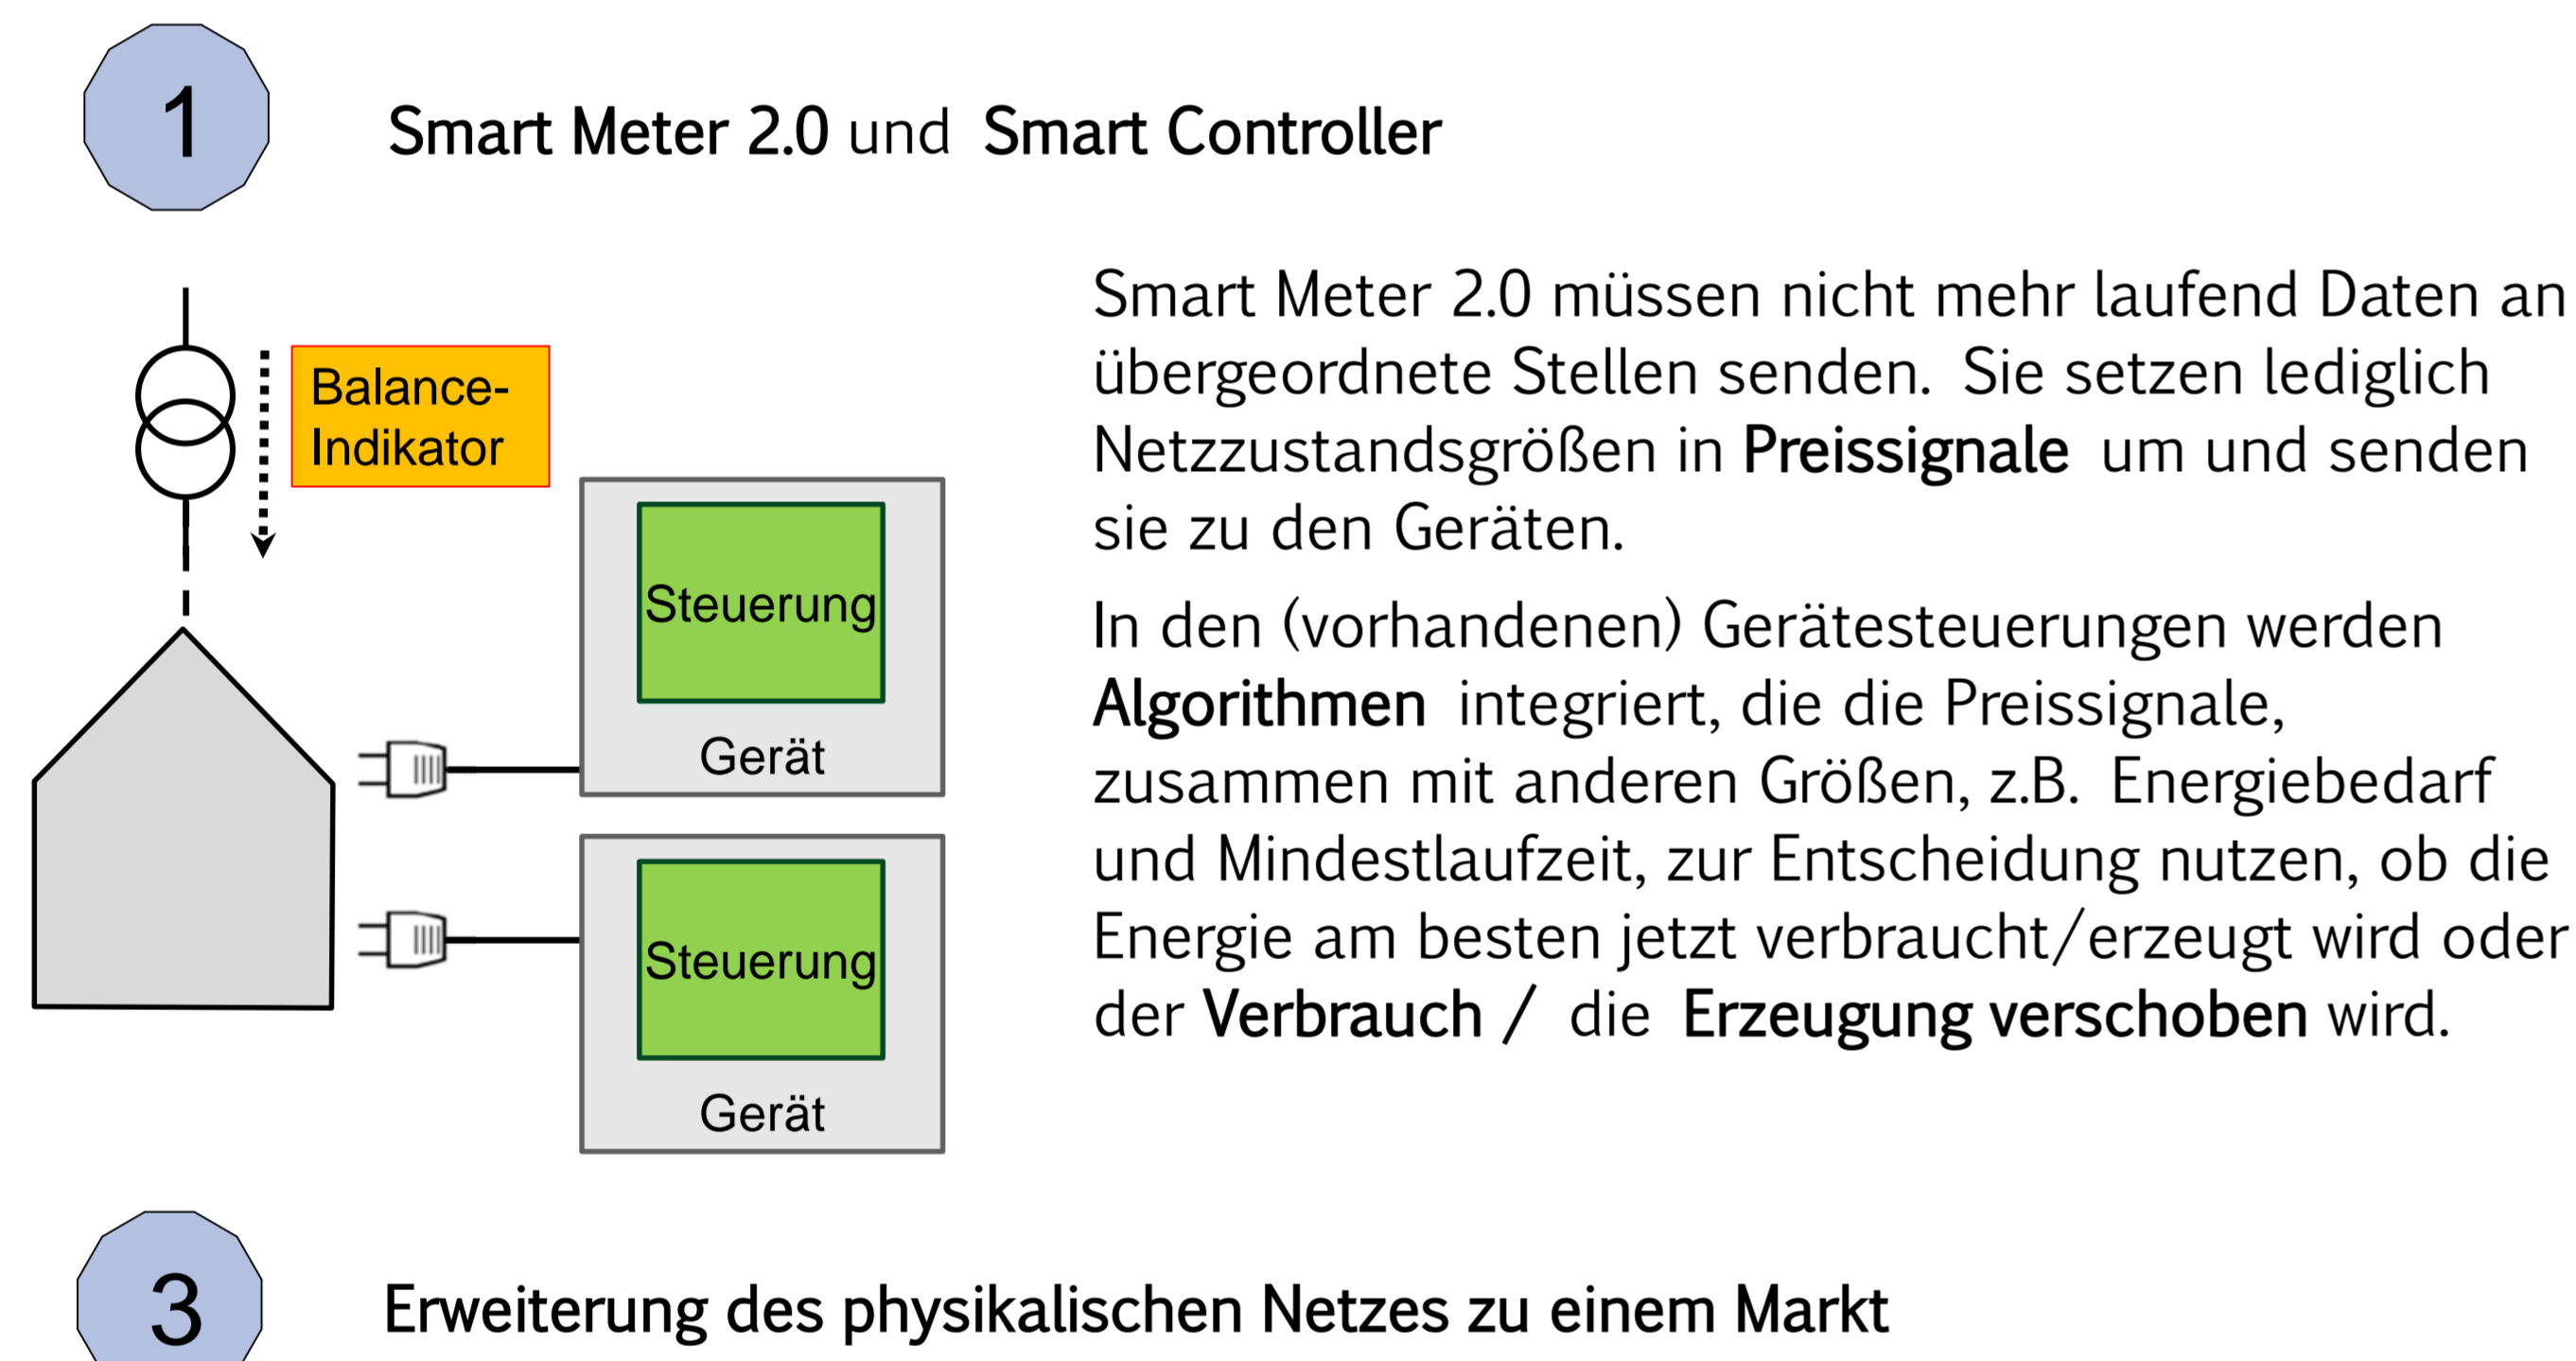 1
Smart Meter 2.0 und Smart Controller
Balance-
Indikator
Steuerung
Gerät
Steuerung
Gerät
Smart Meter 2.0 müssen nicht mehr laufend Daten an
übergeordnete Stellen senden. Sie setzen lediglich
Netzzustandsgrößen in Preissignale um und senden
sie zu den Geräten.
In den (vorhandenen) Gerätesteuerungen werden
Algorithmen integriert, die die Preissignale,
zusammen mit anderen Größen, z.B. Energiebedarf
und Mindestlaufzeit, zur Entscheidung nutzen, ob die
Energie am besten jetzt verbraucht/erzeugt wird oder
der Verbrauch / die Erzeugung verschoben wird.
3
Erweiterung des physikalischen Netzes zu einem Markt